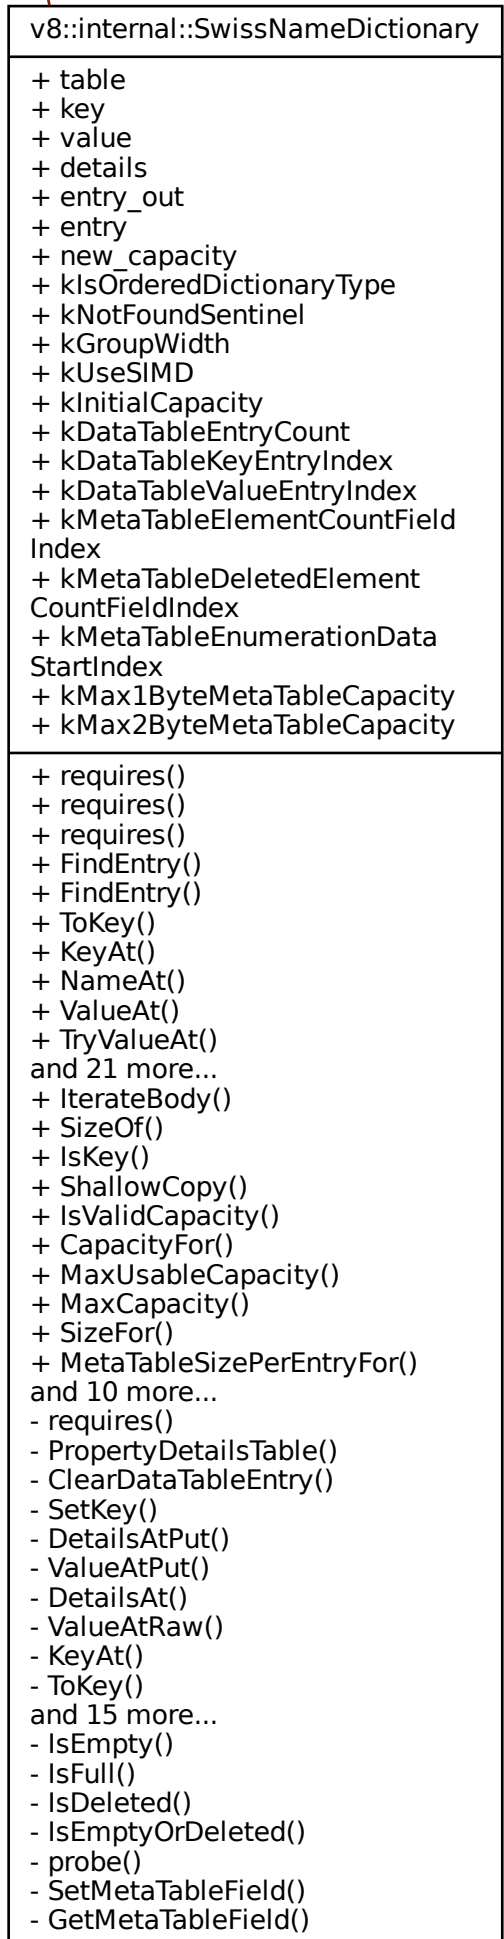 v8::internal::SwissNameDictionary
+ table
+ key
+ value
+ details
+ entry_out
+ entry
+ new_capacity
+ kIsOrderedDictionaryType
+ kNotFoundSentinel
+ kGroupWidth
+ kUseSIMD
+ kInitialCapacity
+ kDataTableEntryCount
+ kDataTableKeyEntryIndex
+ kDataTableValueEntryIndex
+ kMetaTableElementCountField
Index
+ kMetaTableDeletedElement
CountFieldIndex
+ kMetaTableEnumerationData
StartIndex
+ kMax1ByteMetaTableCapacity
+ kMax2ByteMetaTableCapacity
+ requires()
+ requires()
+ requires()
+ FindEntry()
+ FindEntry()
+ ToKey()
+ KeyAt()
+ NameAt()
+ ValueAt()
+ TryValueAt()
and 21 more...
+ IterateBody()
+ SizeOf()
+ IsKey()
+ ShallowCopy()
+ IsValidCapacity()
+ CapacityFor()
+ MaxUsableCapacity()
+ MaxCapacity()
+ SizeFor()
+ MetaTableSizePerEntryFor()
and 10 more...
- requires()
- PropertyDetailsTable()
- ClearDataTableEntry()
- SetKey()
- DetailsAtPut()
- ValueAtPut()
- DetailsAt()
- ValueAtRaw()
- KeyAt()
- ToKey()
and 15 more...
- IsEmpty()
- IsFull()
- IsDeleted()
- IsEmptyOrDeleted()
- probe()
- SetMetaTableField()
- GetMetaTableField()